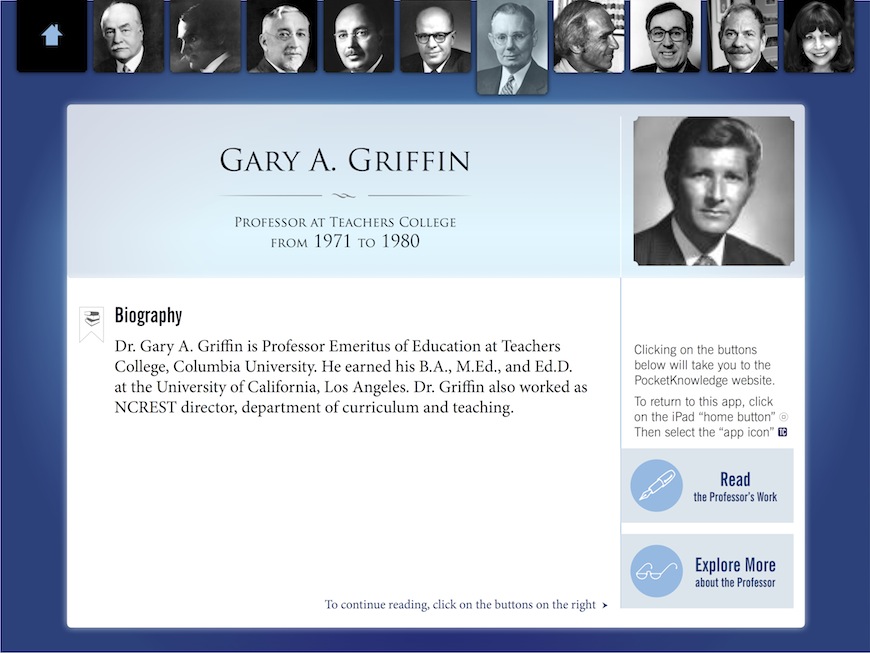 GARY A. GRIFFIN
PROFESSOR AT TEACHERS COLLEGE
FROM 1971 TO 1980
Biography
Dr. Gary A. Griffin is Professor Emeritus of Education at Teachers
College, Columbia University. He earned his B.A., M.Ed., and Ed.D.
at the University of California, Los Angeles. Dr. Griffin also worked as
NCREST director, department of curriculum and teaching.
To continue reading, click on the buttons on the right
Clicking on the buttons
below will take you to the
PocketKnowledge website.
To return to this app, click
on the iPad “home button”
Then select the “app icon” TC
Read
the Professor's Work
Explore More
about the Professor